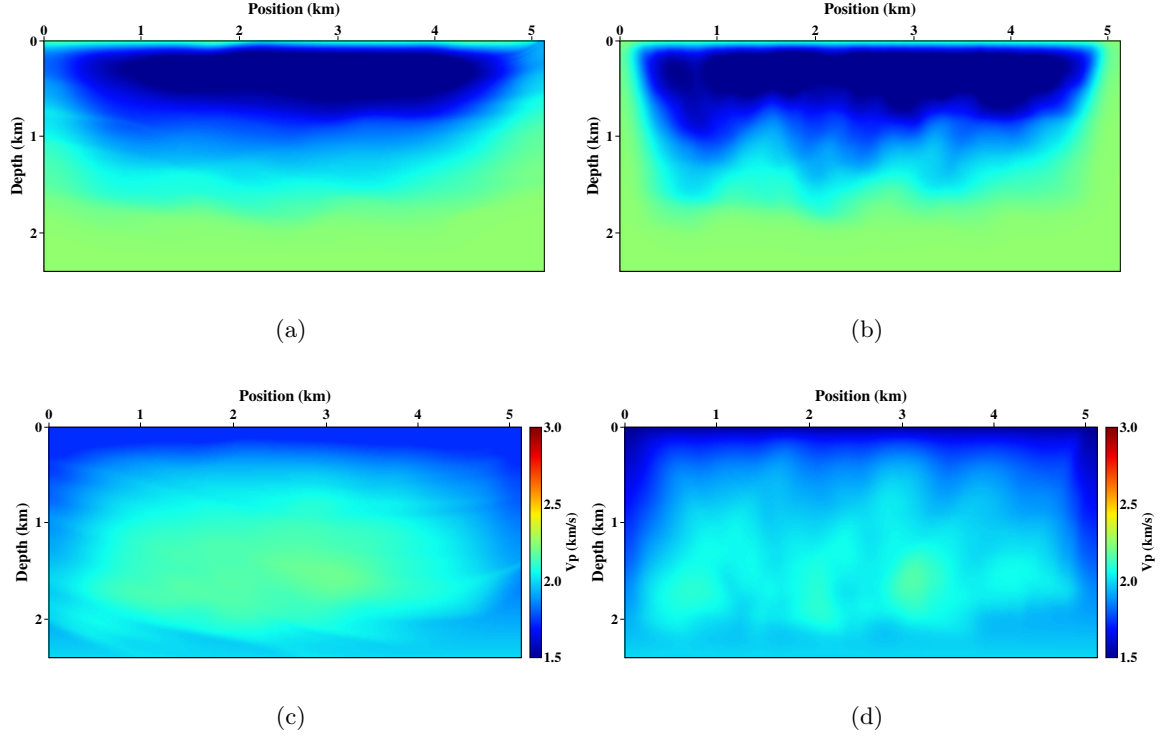 Position (km)
0 1 2 3 4 5
0
1
2
Depth (km)
(a)
Position (km)
0 1 2 3 4 5
0
1
2
Depth (km)
(b)
Position (km)
0 1 2 3 4 5
0
1
2
Depth (km)
3.0
2.5
2.0
1.5
Vp (km/s)
(c)
Position (km)
0 1 2 3 4 5
0
1
2
Depth (km)
3.0
2.5
2.0
1.5
Vp (km/s)
(d)